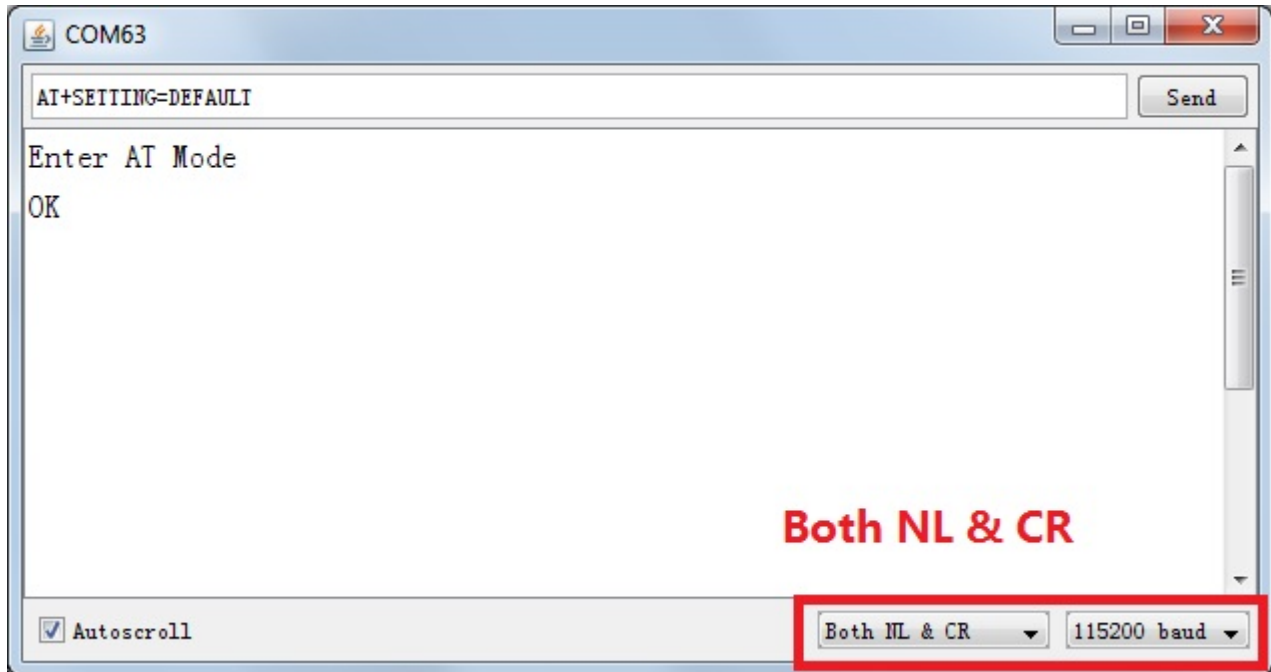 COM63
AT+SETTING=DEFAULT
Send
Enter AT Mode
OK
Both NL & CR
Autoscroll
Both NL & CR
115200 baud